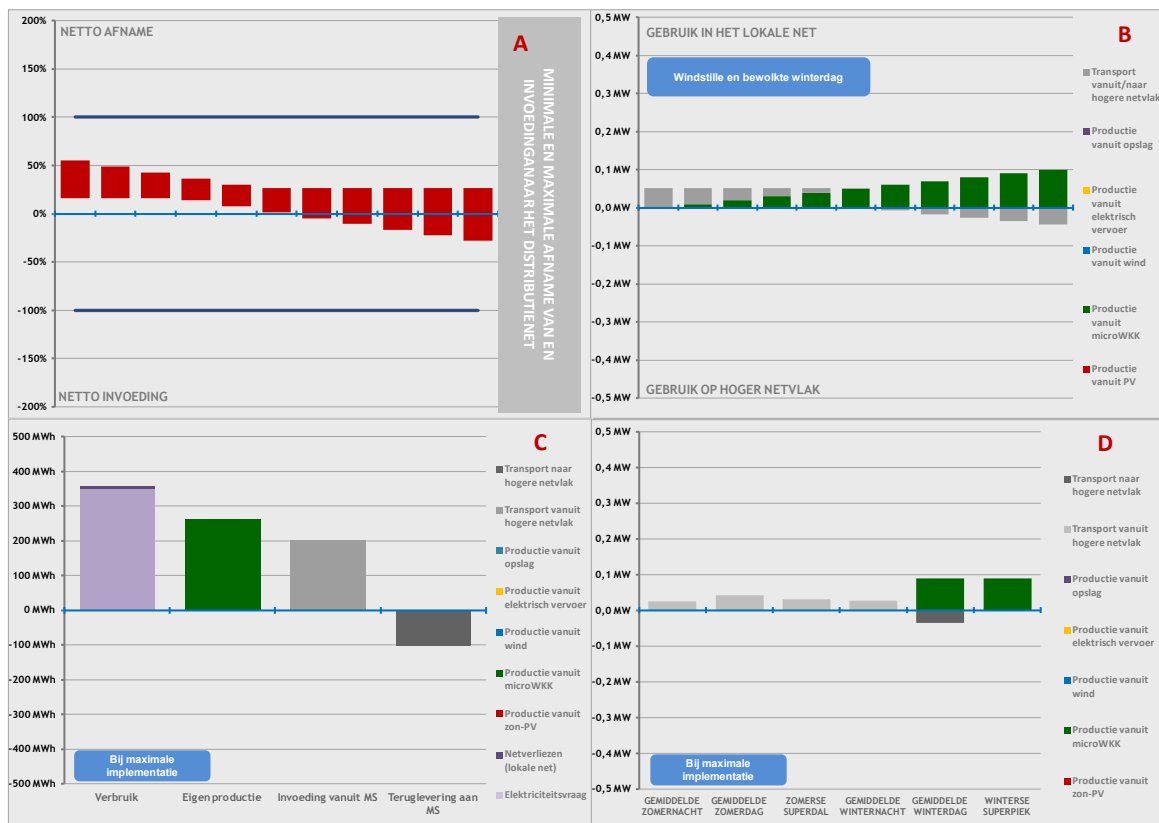 200%
NETTO AFNAME
A
150%
100%
50%
0%
-50%
-100%
-150%
-200%
NETTO INVOEDING
MINIMALE EN MAXIMALE AFNAME VAN EN
INVOEDINGANAAR HET DISTRIBUTIENET
0,5 MW
GEBRUIK IN HET LOKALE NET
B
0,4 MW
Windstille en bewolkte winterdag
0,3 MW
0,2 MW
0,1 MW
0,0 MW
-0,1 MW
-0,2 MW
-0,3 MW
-0,4 MW
-0,5 MW
GEBRUIK OP HOGER NETVLAK
Transport
vanuit/naar
hogere netvlak
Productie
vanuit opslag
Productie
vanuit
elektrisch
vervoer
Productie
vanuit wind
Productie
vanuit
microWKK
Productie
vanuit PV
500 MWh
C
400 MWh
300 MWh
200 MWh
100 MWh
0 MWh
-100 MWh
-200 MWh
-300 MWh
-400 MWh
-500 MWh
Bij maximale
implementatie
Verbruik
Eigen productie
Invoeding vanuit MS
Teruglevering aan
MS
Transport naar
hogere netvlak
Transport vanuit
hogere netvlak
Productie vanuit
opslag
Productie vanuit
elektrisch vervoer
Productie vanuit
wind
Productie vanuit
microWKK
Productie vanuit
zon-PV
Netverliezen
(lokale net)
Elektriciteitsvraag
0,5 MW
D
0,4 MW
0,3 MW
0,2 MW
0,1 MW
0,0 MW
-0,1 MW
-0,2 MW
-0,3 MW
-0,4 MW
-0,5 MW
Bij maximale
implementatie
GEMIDDELDE
ZOMERNACHT
GEMIDDELDE
ZOMERDAG
ZOMERSE
SUPERDAL
GEMIDDELDE
WINTERNACHT
GEMIDDELDE
WINTERDAG
WINTERSE
SUPERPIEK
Transport naar
hogere netvlak
Transport vanuit
hogere netvlak
Productie vanuit
opslag
Productie vanuit
elektrisch vervoer
Productie vanuit
wind
Productie vanuit
microWKK
Productie vanuit
zon-PV